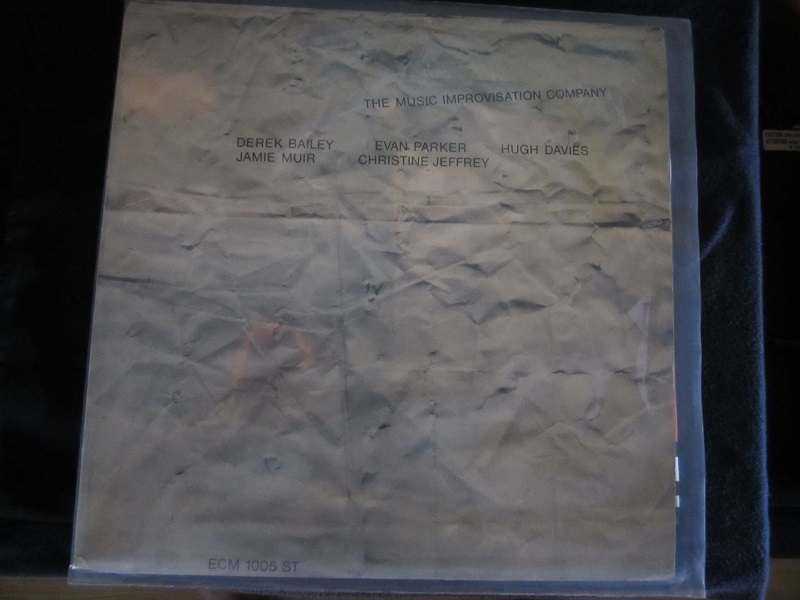 THE MUSIC IMPROVISATION COMPANY
DEREK BAILEY EVAN PARKER HUGH DAVIES
JAMIE MUIR CHRISTINE JEFFREY
ECM 1005 ST